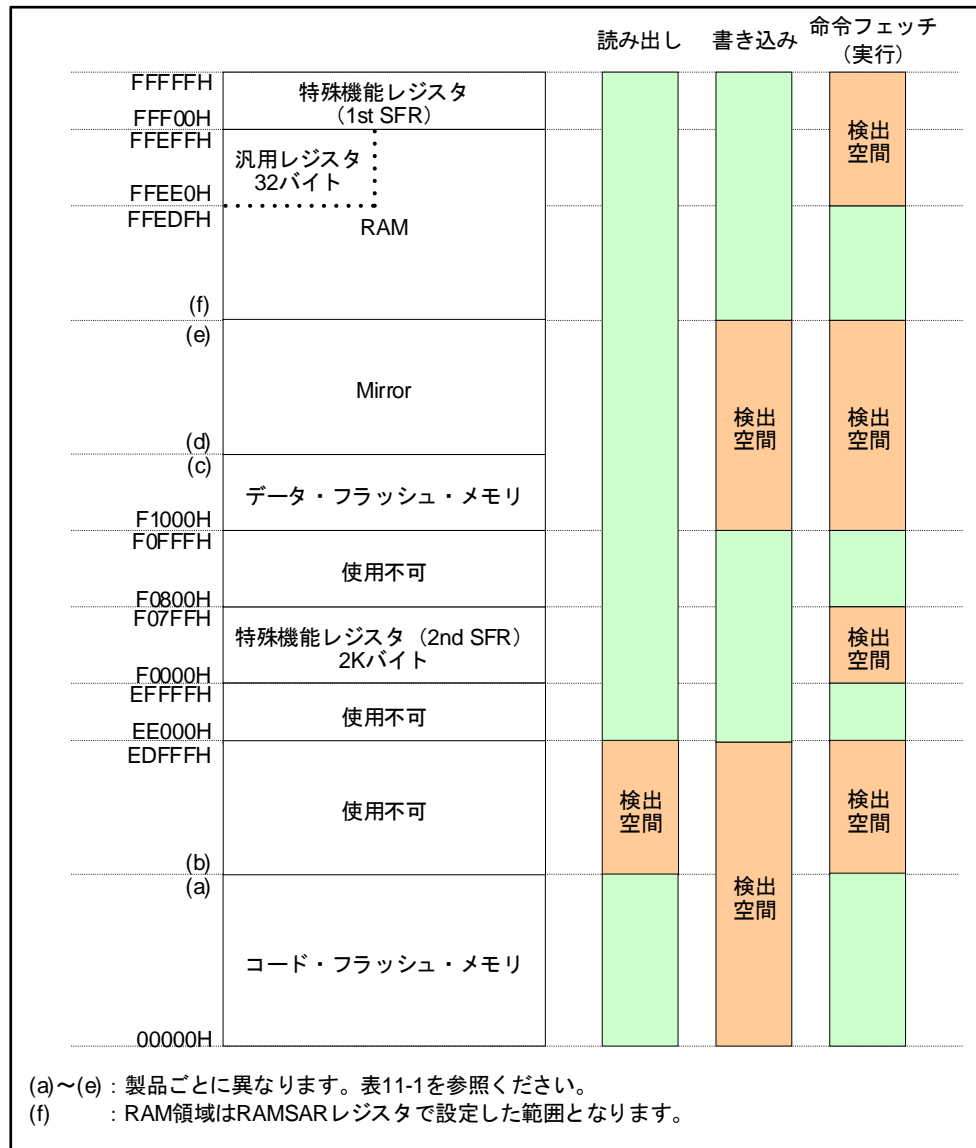 読み出し 書き込み 命令フェッチ
（実行）
FFFFFH
特殊機能レジスタ
（1st SFR）
FFF00H
FFEFFH
汎用レジスタ
32バイト
検出
空間
FFEE0H
FFEDFH
RAM
(f)
(e)
Mirror
検出
空間
検出
空間
(d)
(c)
データ・フラッシュ・メモリ
F1000H
F0FFFH
使用不可
F0800H
F07FFH
特殊機能レジスタ（2nd SFR）
2Kバイト
検出
空間
F0000H
EFFFFH
使用不可
EE000H
EDFFFH
使用不可
検出
空間
検出
空間
(b)
(a)
検出
空間
コード・フラッシュ・メモリ
00000H
(a)～(e)：製品ごとに異なります。表11-1を参照ください。
(f) ：RAM領域はRAMSARレジスタで設定した範囲となります。